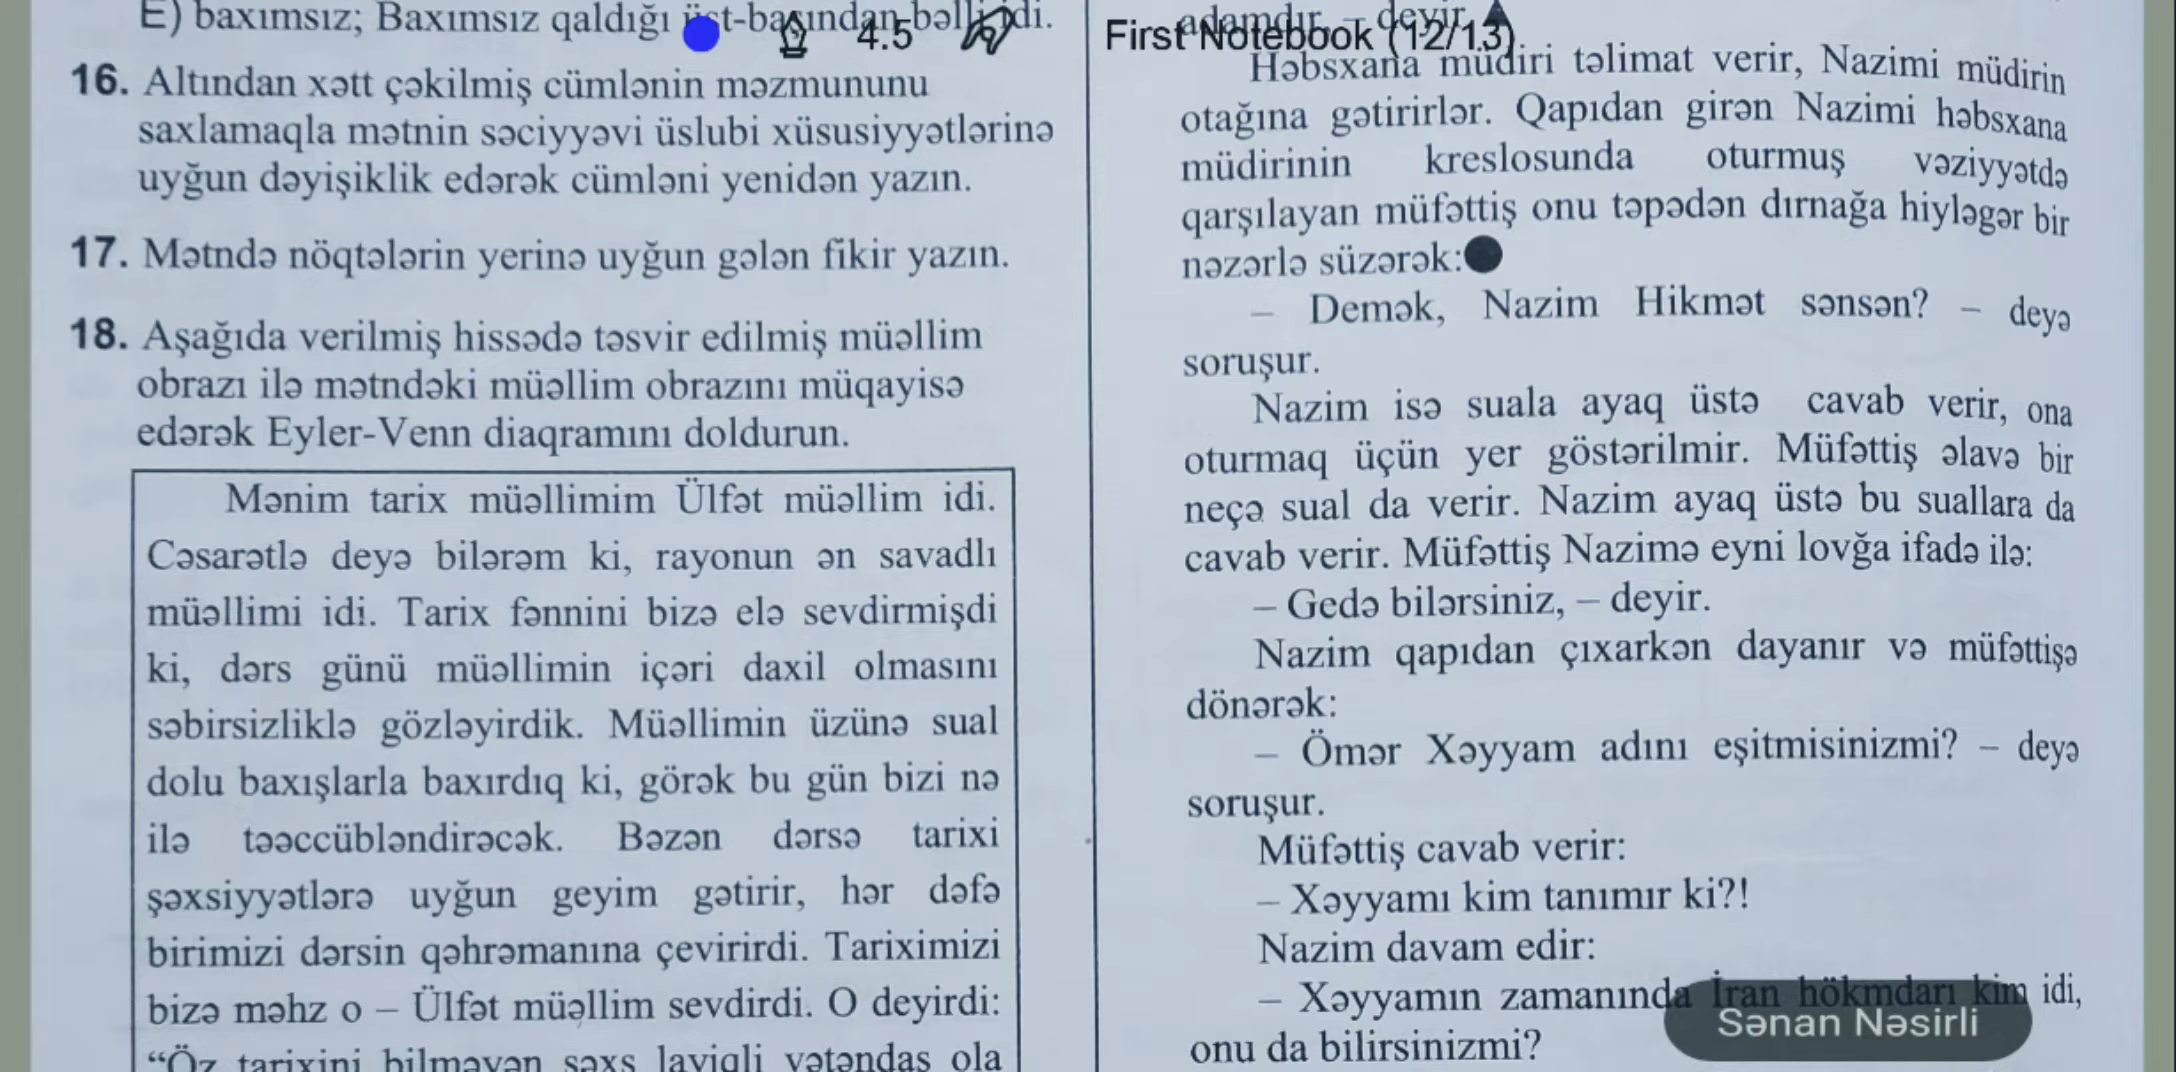 E) baxımsız; Baxımsız qaldığı üst-başından bəlli idi.
4.5
First Notebook (12/13)
16. Altından xətt çəkilmiş cümlənin məzmununu
saxlamaqla mətnin səciyyəvi üslubi xüsusiyyətlərinə
uyğun dəyişiklik edərək cümləni yenidən yazın.
17. Mətndə nöqtələrin yerinə uyğun gələn fikir yazın.
18. Aşağıda verilmiş hissədə təsvir edilmiş müəllim
obrazı ilə mətndəki müəllim obrazını müqayisə
edərək Eyler-Venn diaqramını doldurun.
Mənim tarix müəllimim Ülfət müəllim idi.
Cəsarətlə deyə bilərəm ki, rayonun ən savadlı
müəllimi idi. Tarix fənnini bizə elə sevdirmişdi
ki, dərs günü müəllimin içəri daxil olmasını
səbirsizliklə gözləyirdik. Müəllimin üzünə sual
dolu baxışlarla baxırdıq ki, görək bu gün bizi nə
ilə təəccübləndirəcək. Bəzən dərsə tarixi
şəxsiyyətlərə uyğun geyim gətirir, hər dəfə
birimizi dərsin qəhrəmanına çevirirdi. Tariximizi
bizə məhz o – Ülfət müəllim sevdirdi. O deyirdi:
“Öz tarixini bilməyən şəxs layiqli vətəndaş ola
adamdır, – deyir.
Həbsxana müdiri təlimat verir, Nazimi müdirin
otağına gətirirlər. Qapıdan girən Nazimi həbsxana
müdirinin kreslosunda oturmuş vəziyyətdə
qarşılayan müfəttiş onu təpədən dırnağa hiyləgər bir
nəzərlə süzərək:
– Demək, Nazim Hikmət sənsən? – deyə
soruşur.
Nazim isə suala ayaq üstə cavab verir, ona
oturmaq üçün yer göstərilmir. Müfəttiş əlavə bir
neçə sual da verir. Nazim ayaq üstə bu suallara da
cavab verir. Müfəttiş Nazimə eyni lovğa ifadə ilə:
– Gedə bilərsiniz, – deyir.
Nazim qapıdan çıxarkən dayanır və müfəttişə
dönərək:
– Ömər Xəyyam adını eşitmisinizmi? – deyə
soruşur.
Müfəttiş cavab verir:
– Xəyyamı kim tanımır ki?!
Nazim davam edir:
– Xəyyamın zamanında İran hökmdarı kim idi,
onu da bilirsinizmi?
Sənan Nəsirli